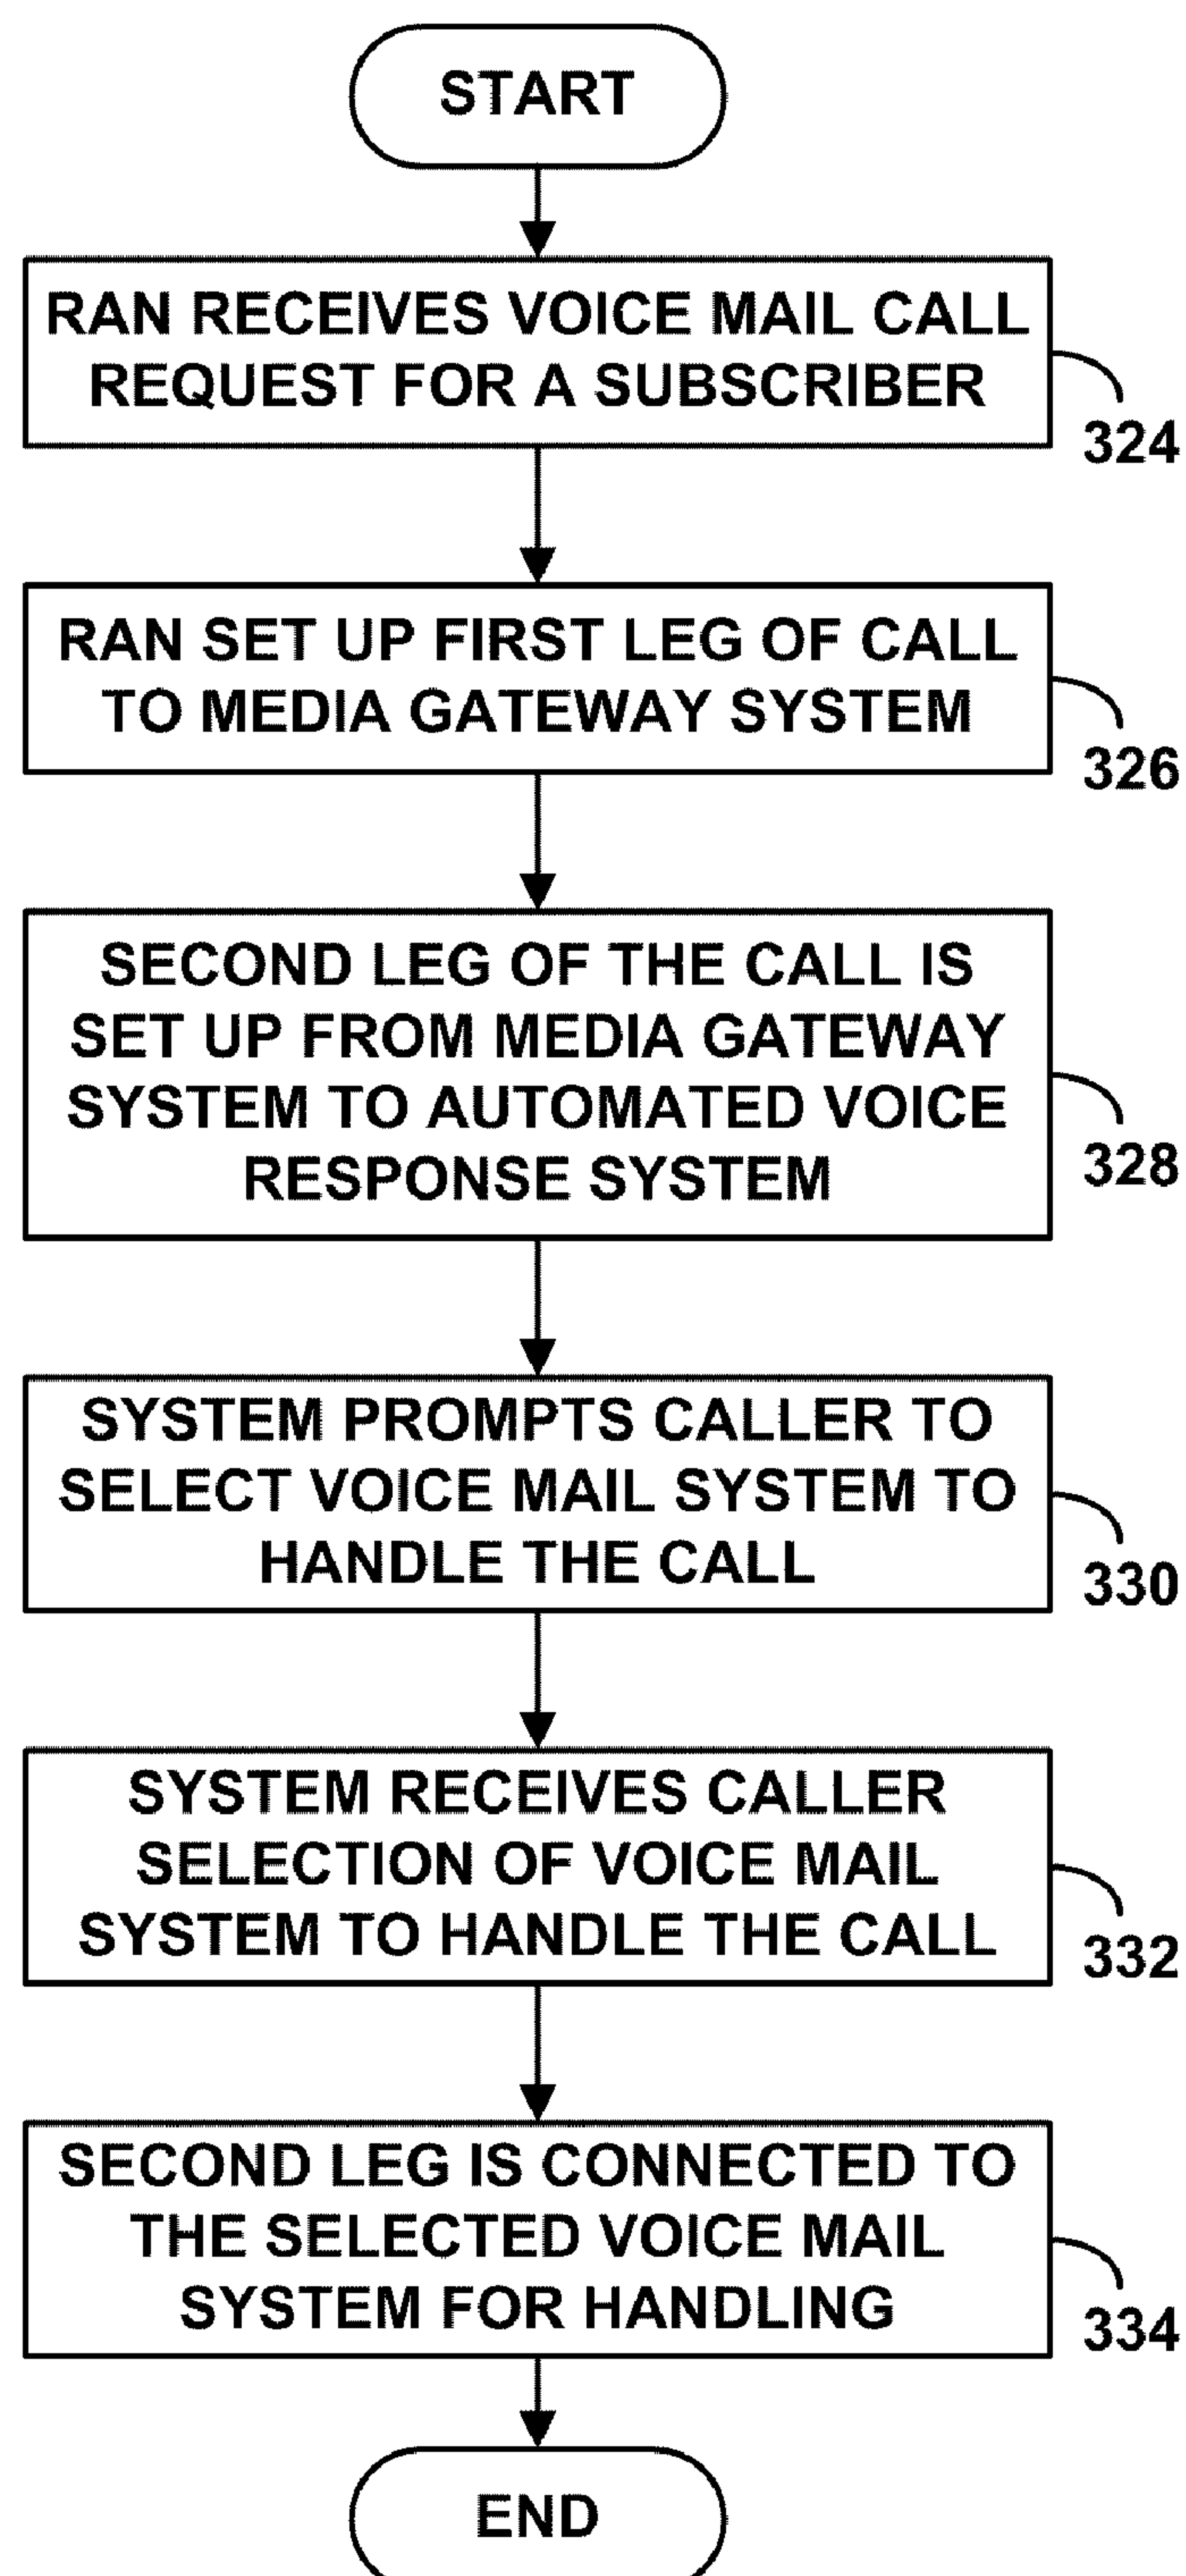 START
RAN RECEIVES VOICE MAIL CALL
REQUEST FOR A SUBSCRIBER
324
RAN SET UP FIRST LEG OF CALL
TO MEDIA GATEWAY SYSTEM
326
SECOND LEG OF THE CALL IS
SET UP FROM MEDIA GATEWAY
SYSTEM TO AUTOMATED VOICE
RESPONSE SYSTEM
328
SYSTEM PROMPTS CALLER TO
SELECT VOICE MAIL SYSTEM TO
HANDLE THE CALL
330
SYSTEM RECEIVES CALLER
SELECTION OF VOICE MAIL
SYSTEM TO HANDLE THE CALL
332
SECOND LEG IS CONNECTED TO
THE SELECTED VOICE MAIL
SYSTEM FOR HANDLING
334
END